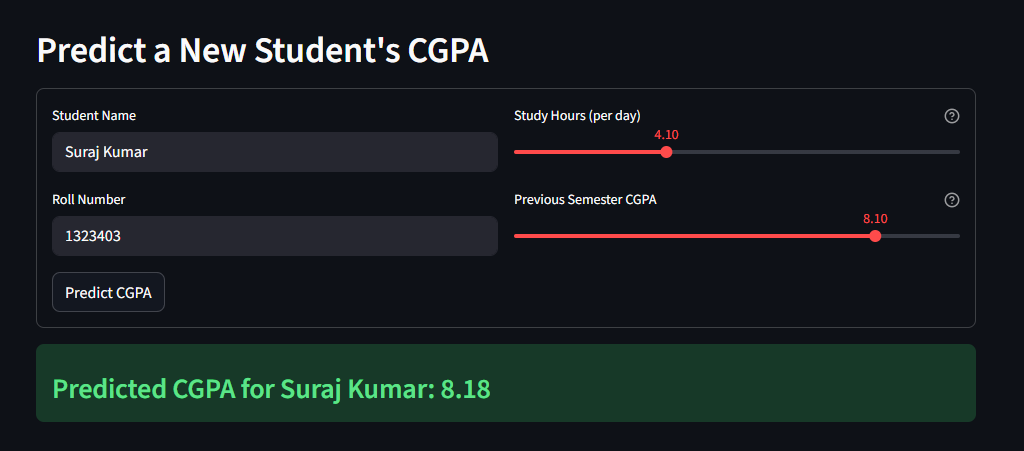 Predict a New Student's CGPA
Student Name
Suraj Kumar
Roll Number
1323403
Study Hours (per day)
4.10
Previous Semester CGPA
8.10
Predict CGPA
Predicted CGPA for Suraj Kumar: 8.18